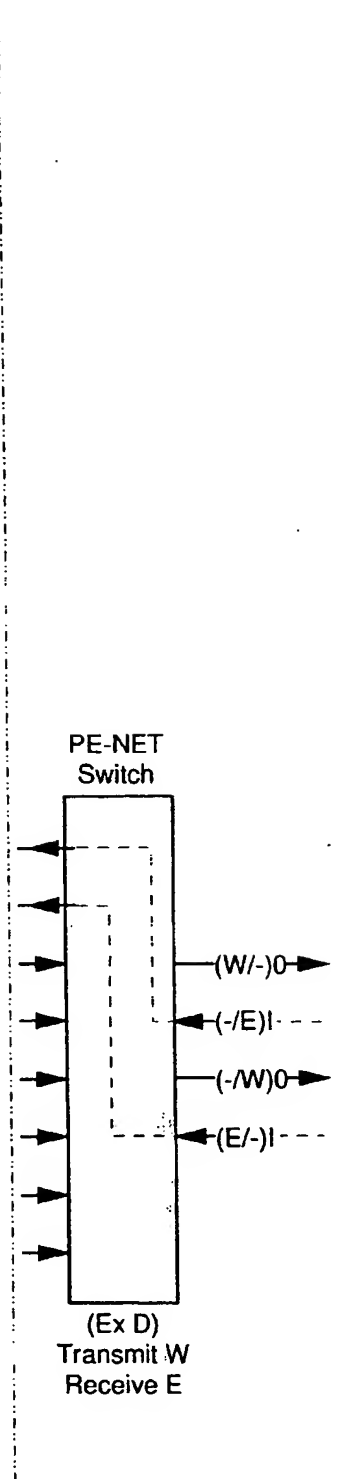 PE-NET
Switch
(W/-)0
(-/E)I
(-/W)0
(E/-)I
(Ex D)
Transmit W
Receive E